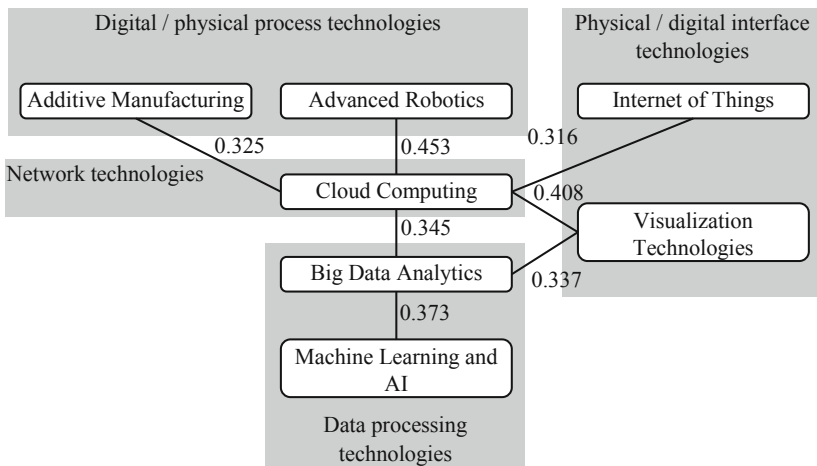 Digital / physical process technologies
Physical / digital interface
technologies
Additive Manufacturing
Advanced Robotics
Internet of Things
0.325
0.453
0.316
Network technologies
Cloud Computing
0.408
0.345
Visualization
Technologies
Big Data Analytics
0.337
0.373
Machine Learning and
AI
Data processing
technologies